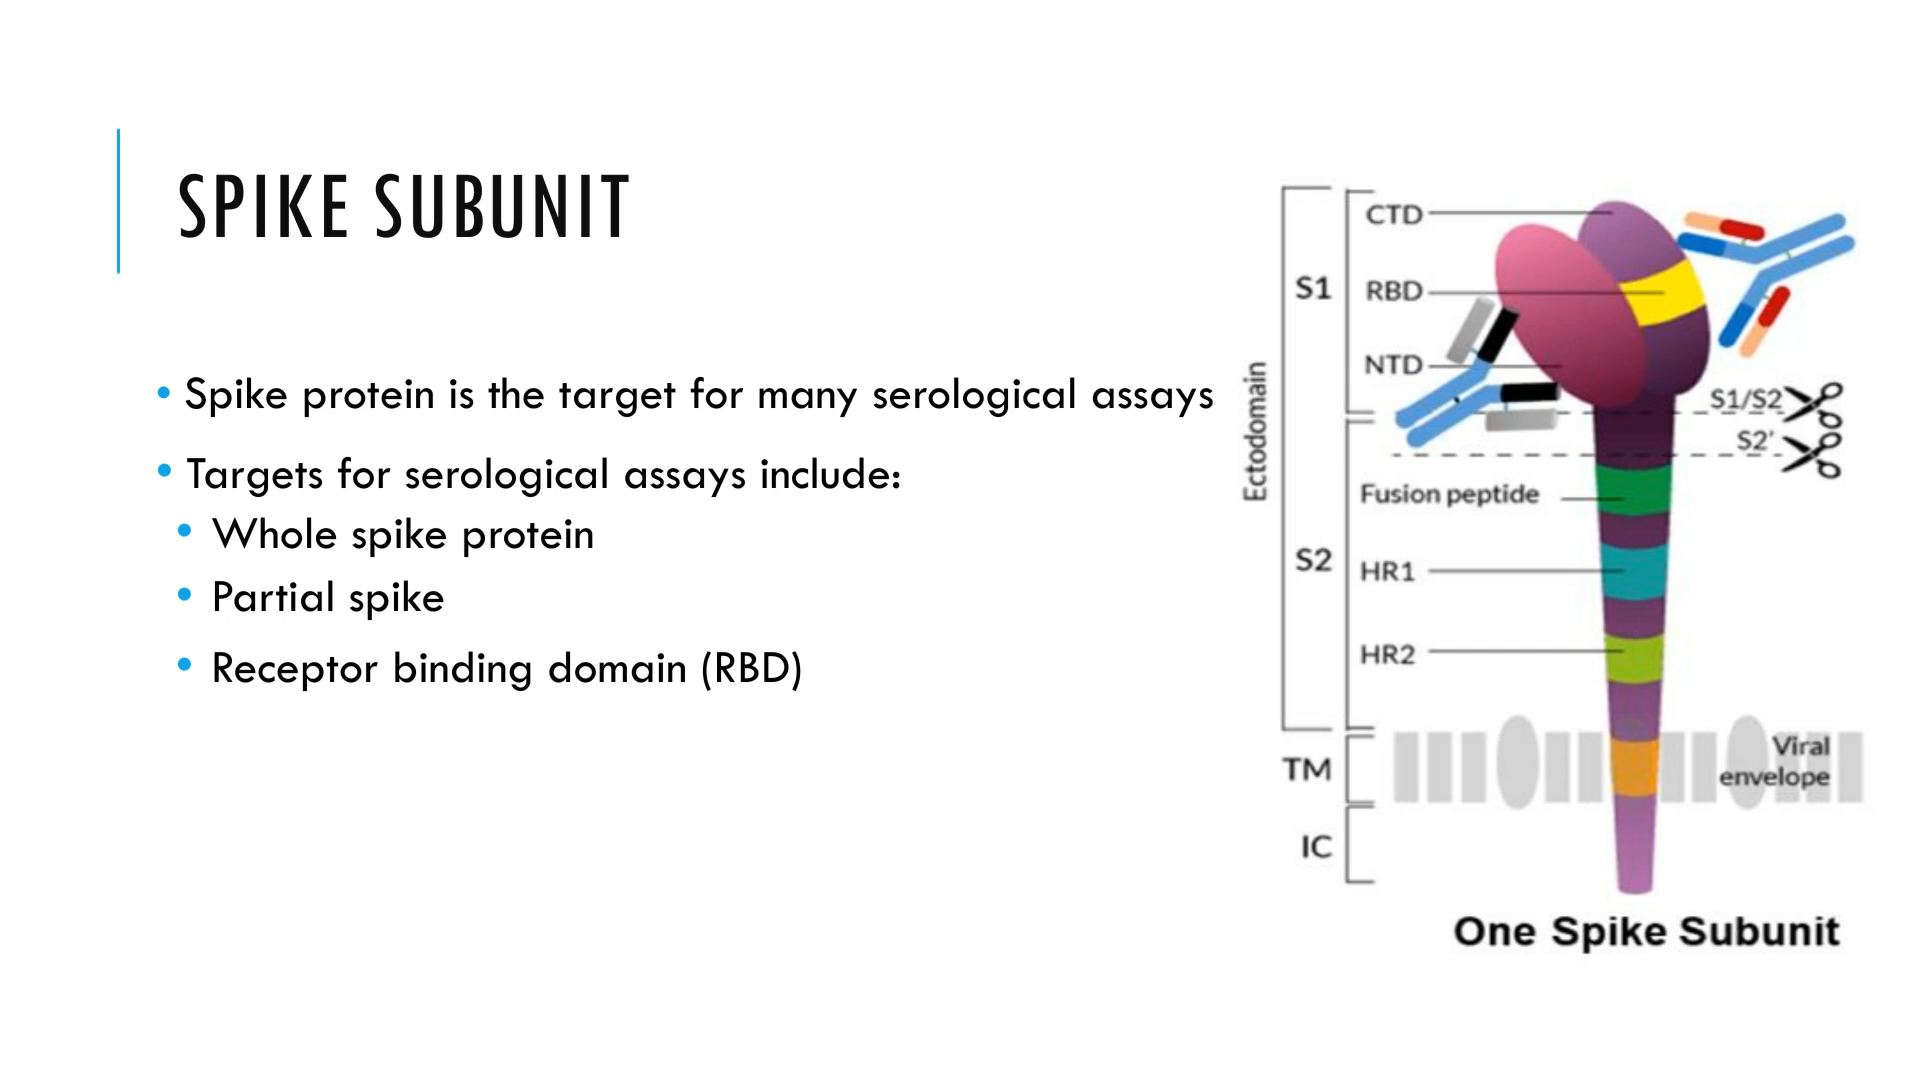 SPIKE SUBUNIT
• Spike protein is the target for many serological assays
• Targets for serological assays include:
• Whole spike protein
• Partial spike
• Receptor binding domain (RBD)
Ectodomain
S1
CTD
RBD
NTD
S1/S2
S2'
S2
Fusion peptide
HR1
HR2
TM
Viral
envelope
IC
One Spike Subunit